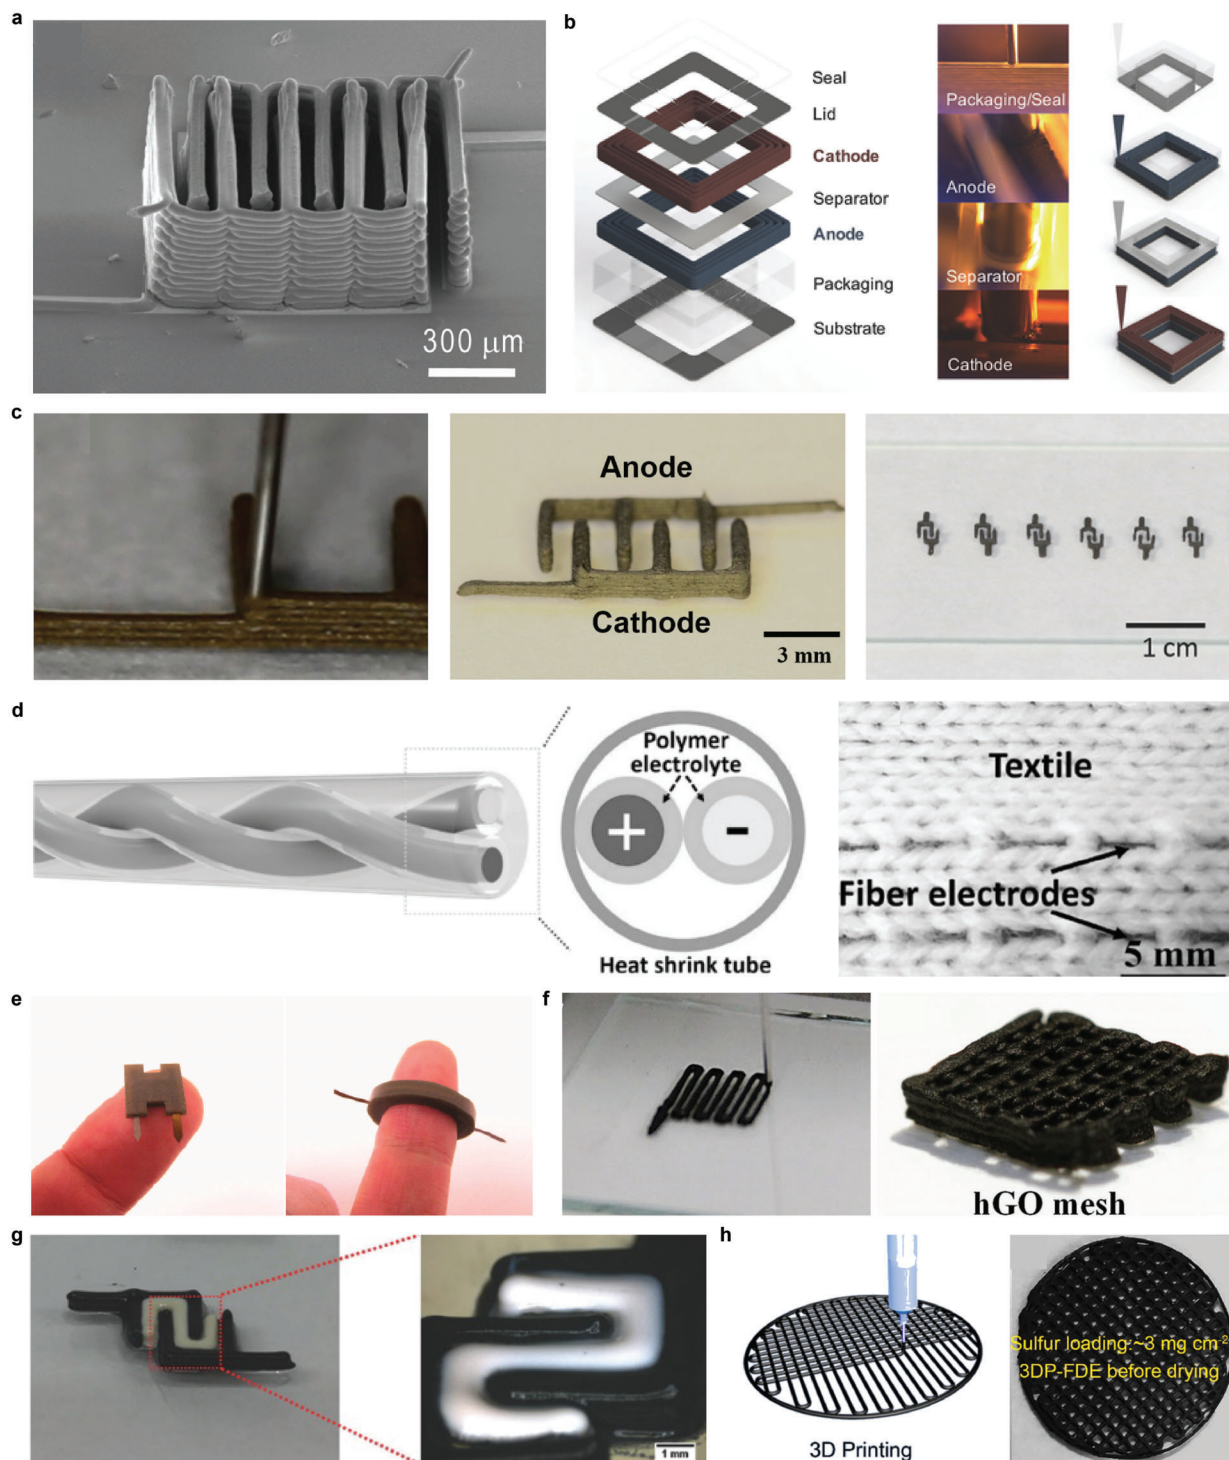 a
300 μm
b
Seal
Lid
Cathode
Separator
Anode
Packaging
Substrate
Packaging/Seal
Anode
Separator
Cathode
c
Anode
Cathode
3 mm
1 cm
d
Polymer
electrolyte
+
-
Heat shrink tube
Textile
Fiber electrodes
5 mm
e
f
hGO mesh
g
1 mm
h
3D Printing
Sulfur loading:~3 mg cm-2
3DP-FDE before drying